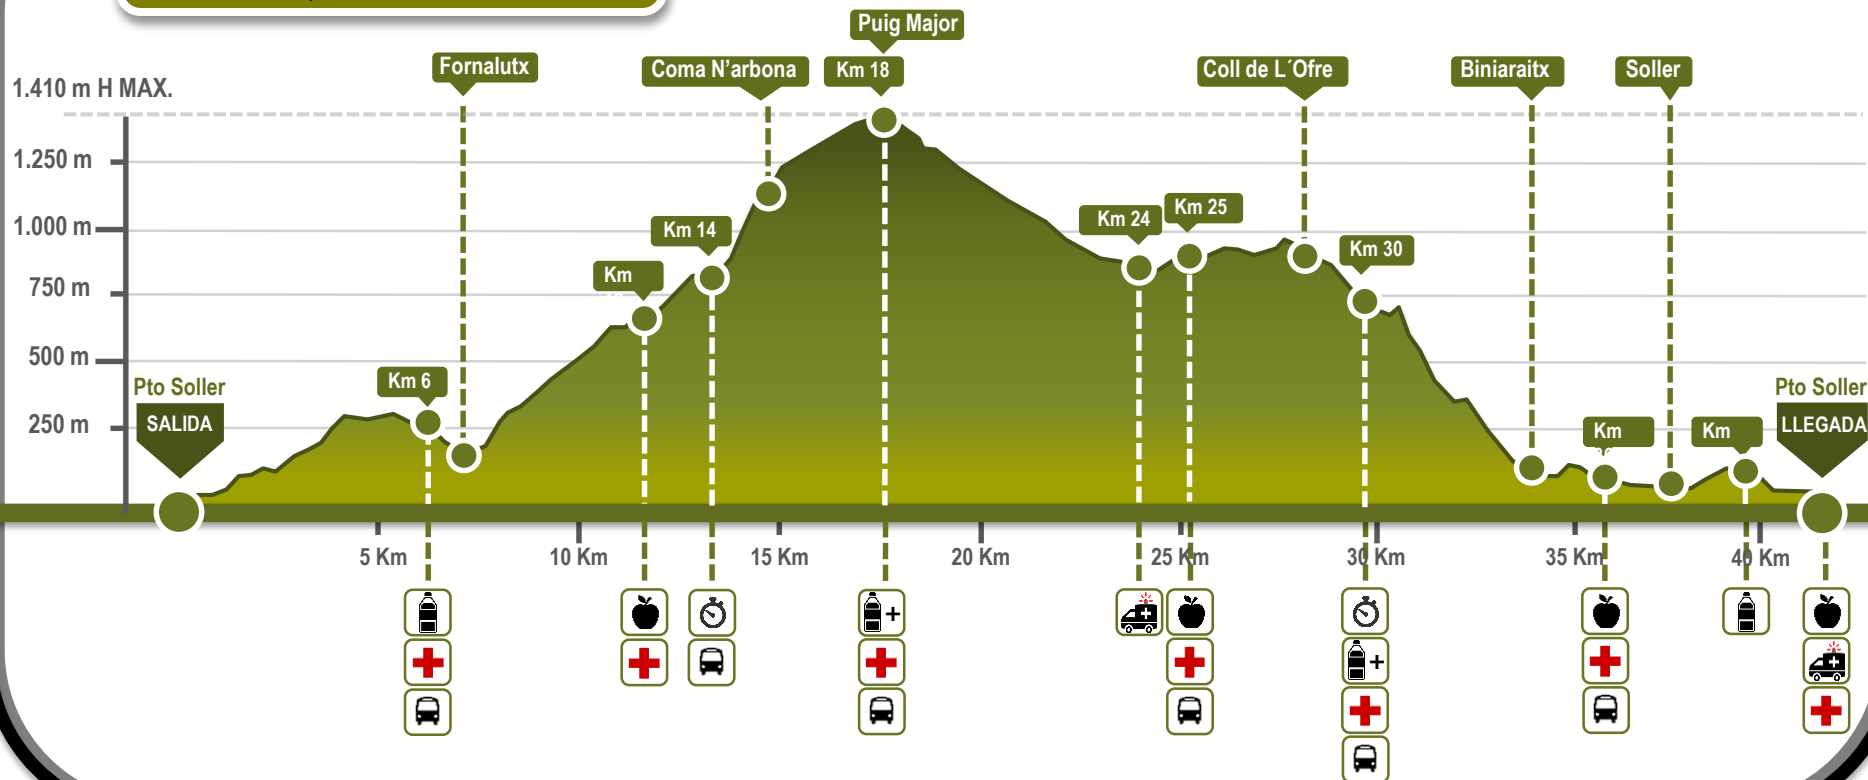 Puig Major
Fornalutx
Coma N’arbona
Km 18
Coll de L´Ofre
Biniaraitx
Soller
1.410 m H MAX.
1.250 m
1.000 m
750 m
500 m
250 m
Km 14
Km 24
Km 25
Km 30
Km
Km 6
Pto Soller
SALIDA
Km
Km
Pto Soller
LLEGADA
5 Km
10 Km
15 Km
20 Km
25 Km
30 Km
35 Km
40 Km
+
+